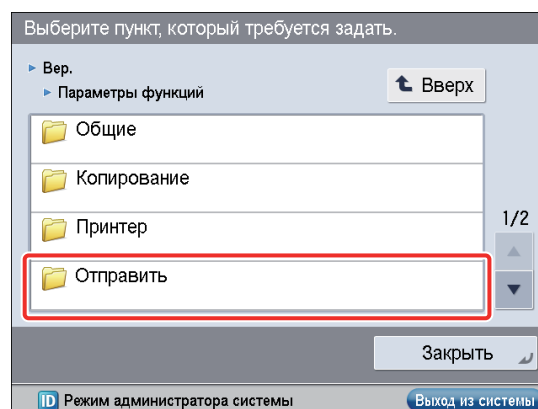 Выберите пункт, который требуется задать.
Вер.
Параметры функций
Вверх
Общие
Копирование
Принтер
1/2
Отправить
Закрыть
ID Режим администратора системы
Выход из системы